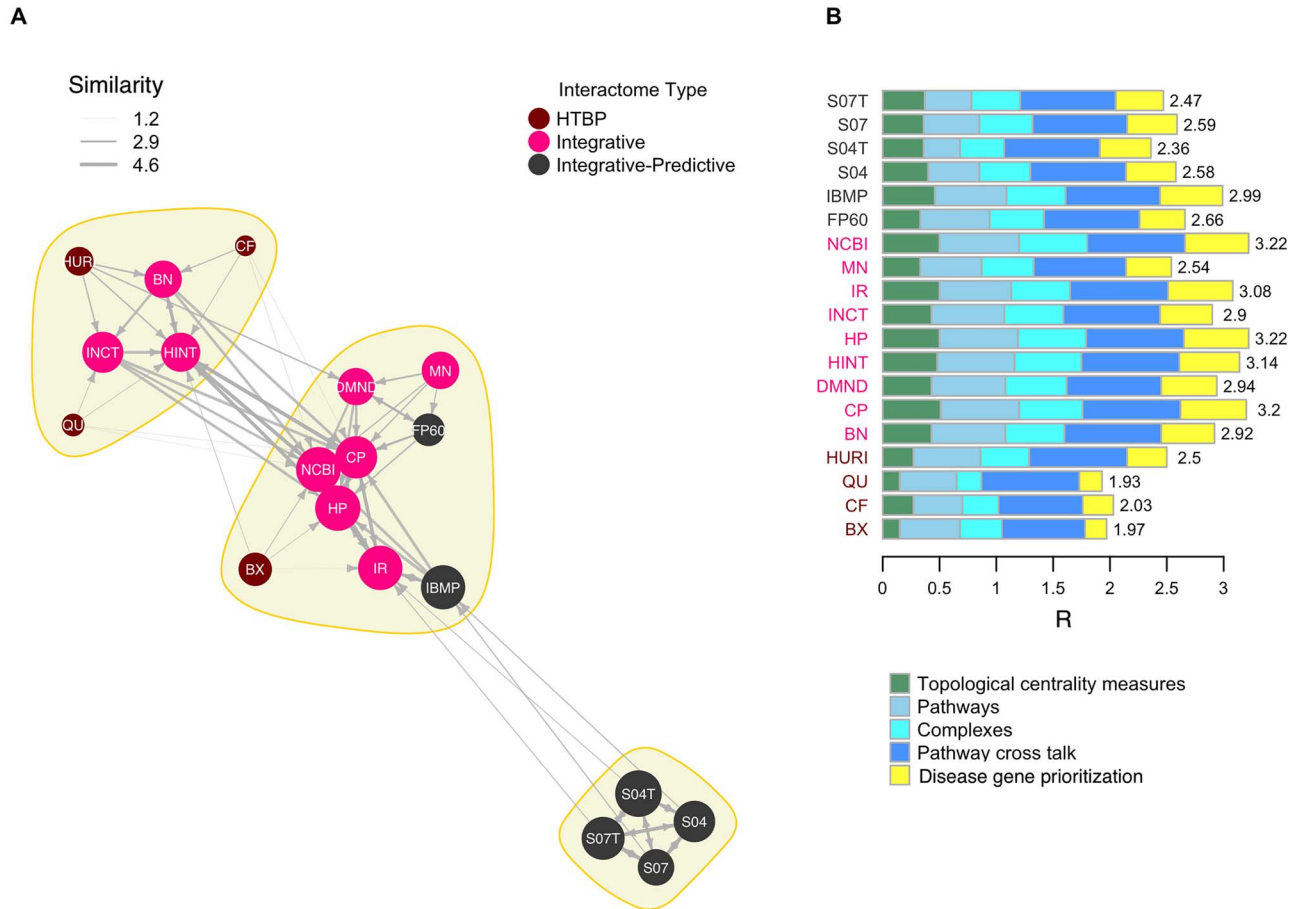 A
Similarity
1.2
2.9
4.6
Interactome Type
HTBP
Integrative
Integrative-Predictive
HURI
CF
BN
INCT
HINT
QU
DMND
MN
FP60
CP
NCBI
HP
BX
IR
IBMP
S04T
S04
S07T
S07
B
S07T 2.47
S07 2.59
S04T 2.36
S04 2.58
IBMP 2.99
FP60 2.66
NCBI 3.22
MN 2.54
IR 3.08
INCT 2.9
HP 3.22
HINT 3.14
DMND 2.94
CP 3.2
BN 2.92
HURI 2.5
QU 1.93
CF 2.03
BX 1.97
0 0.5 1 1.5 2 2.5 3
R
Topological centrality measures
Pathways
Complexes
Pathway cross talk
Disease gene prioritization